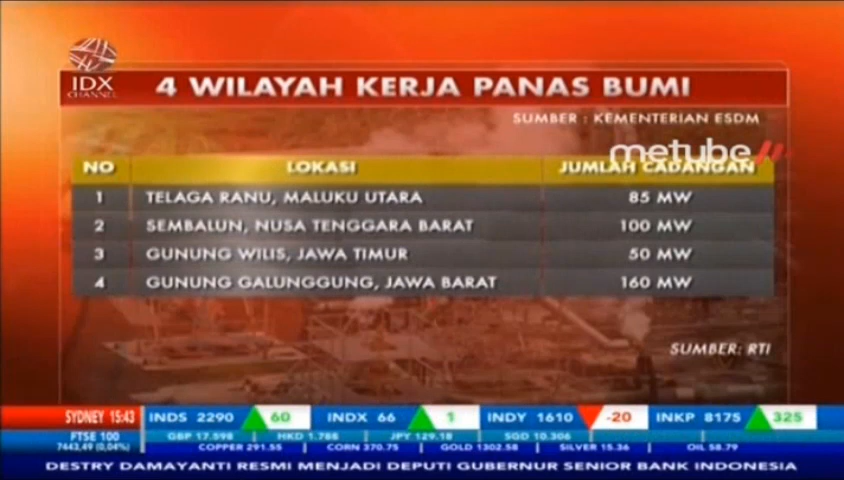 IDX
CHANNEL
4 WILAYAH KERJA PANAS BUMI
SUMBER : KEMENTERIAN ESDM
metube
NO LOKASI JUMLAH CADANGAN
1 TELAGA RANU, MALUKU UTARA 85 MW
2 SEMBALUN, NUSA TENGGARA BARAT 100 MW
3 GUNUNG WILIS, JAWA TIMUR 50 MW
4 GUNUNG GALUNGGUNG, JAWA BARAT 160 MW
SUMBER: RTI
SYDNEY 15:43 INDS 2290 60 INDX 66 1 INDY 1610 -20 INKP 8175 325
FTSE 100 GBP 17.598 HKD 1.788 JPY 129.18 SGD 10.306
7443,49 (0,04%) COPPER 291.55 CORN 370.75 GOLD 1302.58 SILVER 15.36 OIL 58.79
DESTRY DAMAYANTI RESMI MENJADI DEPUTI GUBERNUR SENIOR BANK INDONESIA